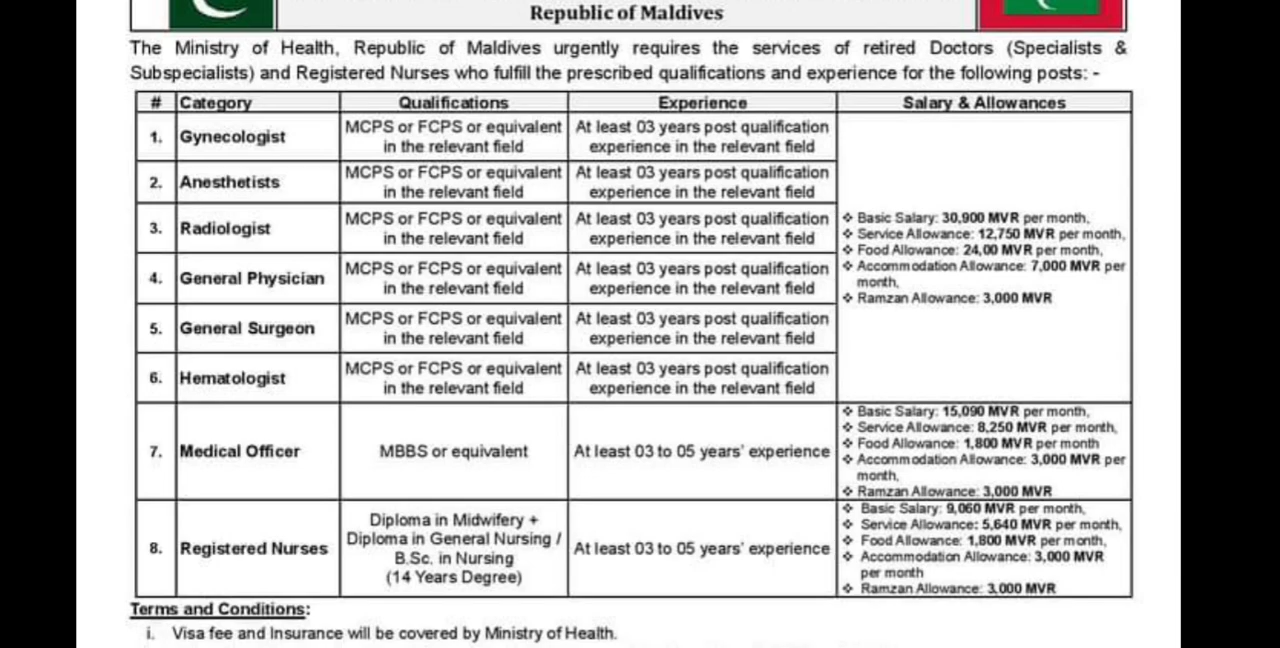 Republic of Maldives
The Ministry of Health, Republic of Maldives urgently requires the services of retired Doctors (Specialists &
Subspecialists) and Registered Nurses who fulfill the prescribed qualifications and experience for the following posts: -
# Category Qualifications Experience Salary & Allowances
1. Gynecologist MCPS or FCPS or equivalent in the relevant field At least 03 years post qualification experience in the relevant field
2. Anesthetists MCPS or FCPS or equivalent in the relevant field At least 03 years post qualification experience in the relevant field
3. Radiologist MCPS or FCPS or equivalent in the relevant field At least 03 years post qualification experience in the relevant field
4. General Physician MCPS or FCPS or equivalent in the relevant field At least 03 years post qualification experience in the relevant field
5. General Surgeon MCPS or FCPS or equivalent in the relevant field At least 03 years post qualification experience in the relevant field
6. Hematologist MCPS or FCPS or equivalent in the relevant field At least 03 years post qualification experience in the relevant field
❖ Basic Salary: 30,900 MVR per month,
❖ Service Allowance: 12,750 MVR per month,
❖ Food Allowance: 24,00 MVR per month,
❖ Accommodation Allowance: 7,000 MVR per
month,
❖ Ramzan Allowance: 3,000 MVR
7. Medical Officer MBBS or equivalent At least 03 to 05 years' experience
❖ Basic Salary: 15,090 MVR per month,
❖ Service Allowance: 8,250 MVR per month,
❖ Food Allowance: 1,800 MVR per month
❖ Accommodation Allowance: 3,000 MVR per
month,
❖ Ramzan Allowance: 3,000 MVR
8. Registered Nurses
Diploma in Midwifery +
Diploma in General Nursing /
B.Sc. in Nursing
(14 Years Degree)
At least 03 to 05 years' experience
❖ Basic Salary: 9,060 MVR per month,
❖ Service Allowance: 5,640 MVR per month,
❖ Food Allowance: 1,800 MVR per month,
❖ Accommodation Allowance: 3,000 MVR
per month
❖ Ramzan Allowance: 3,000 MVR
Terms and Conditions:
i. Visa fee and Insurance will be covered by Ministry of Health.